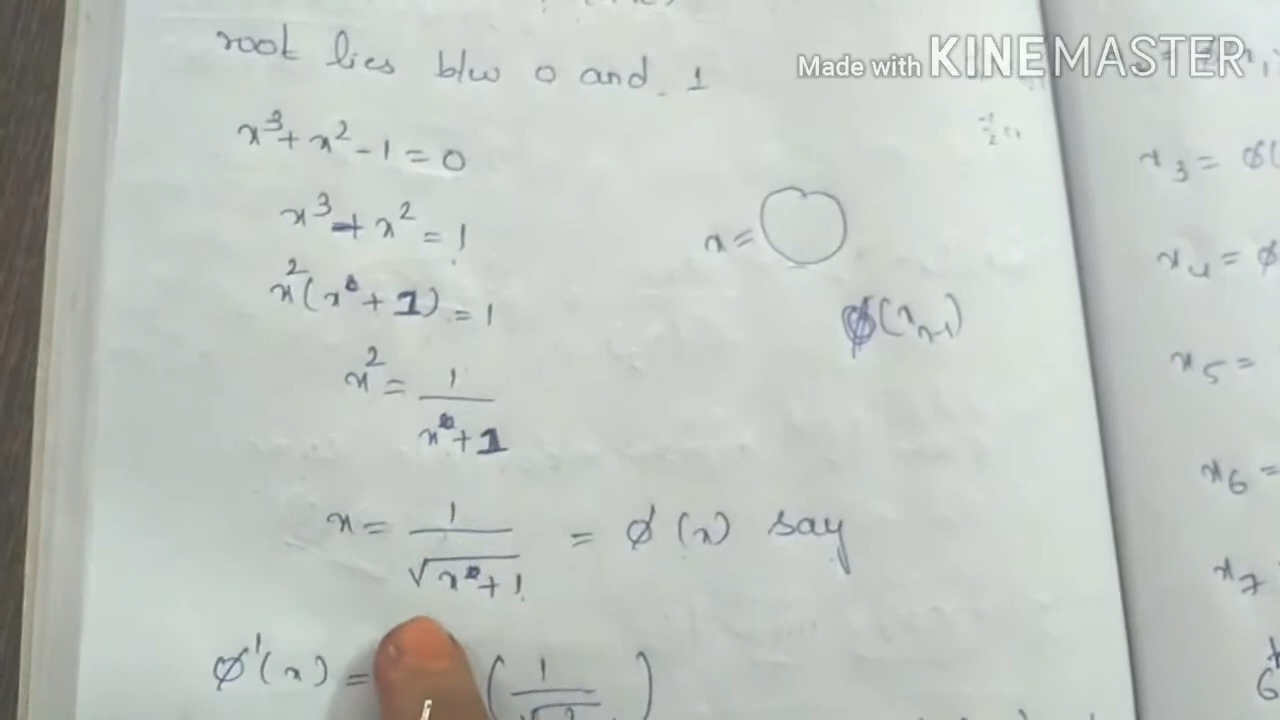 root lies b/w 0 and 1
Made with KINEMASTER
x³ + x² - 1 = 0
x³ + x² = 1
x = ◯
x²(x + 1) = 1
ϕ(xₙ₋₁)
x² = 1/(x + 1)
x = 1/√(x + 1) = ϕ(x) say
ϕ'(x) =
x₃ = ϕ(
x₄ = ϕ
x₅ =
x₆ =
x₇